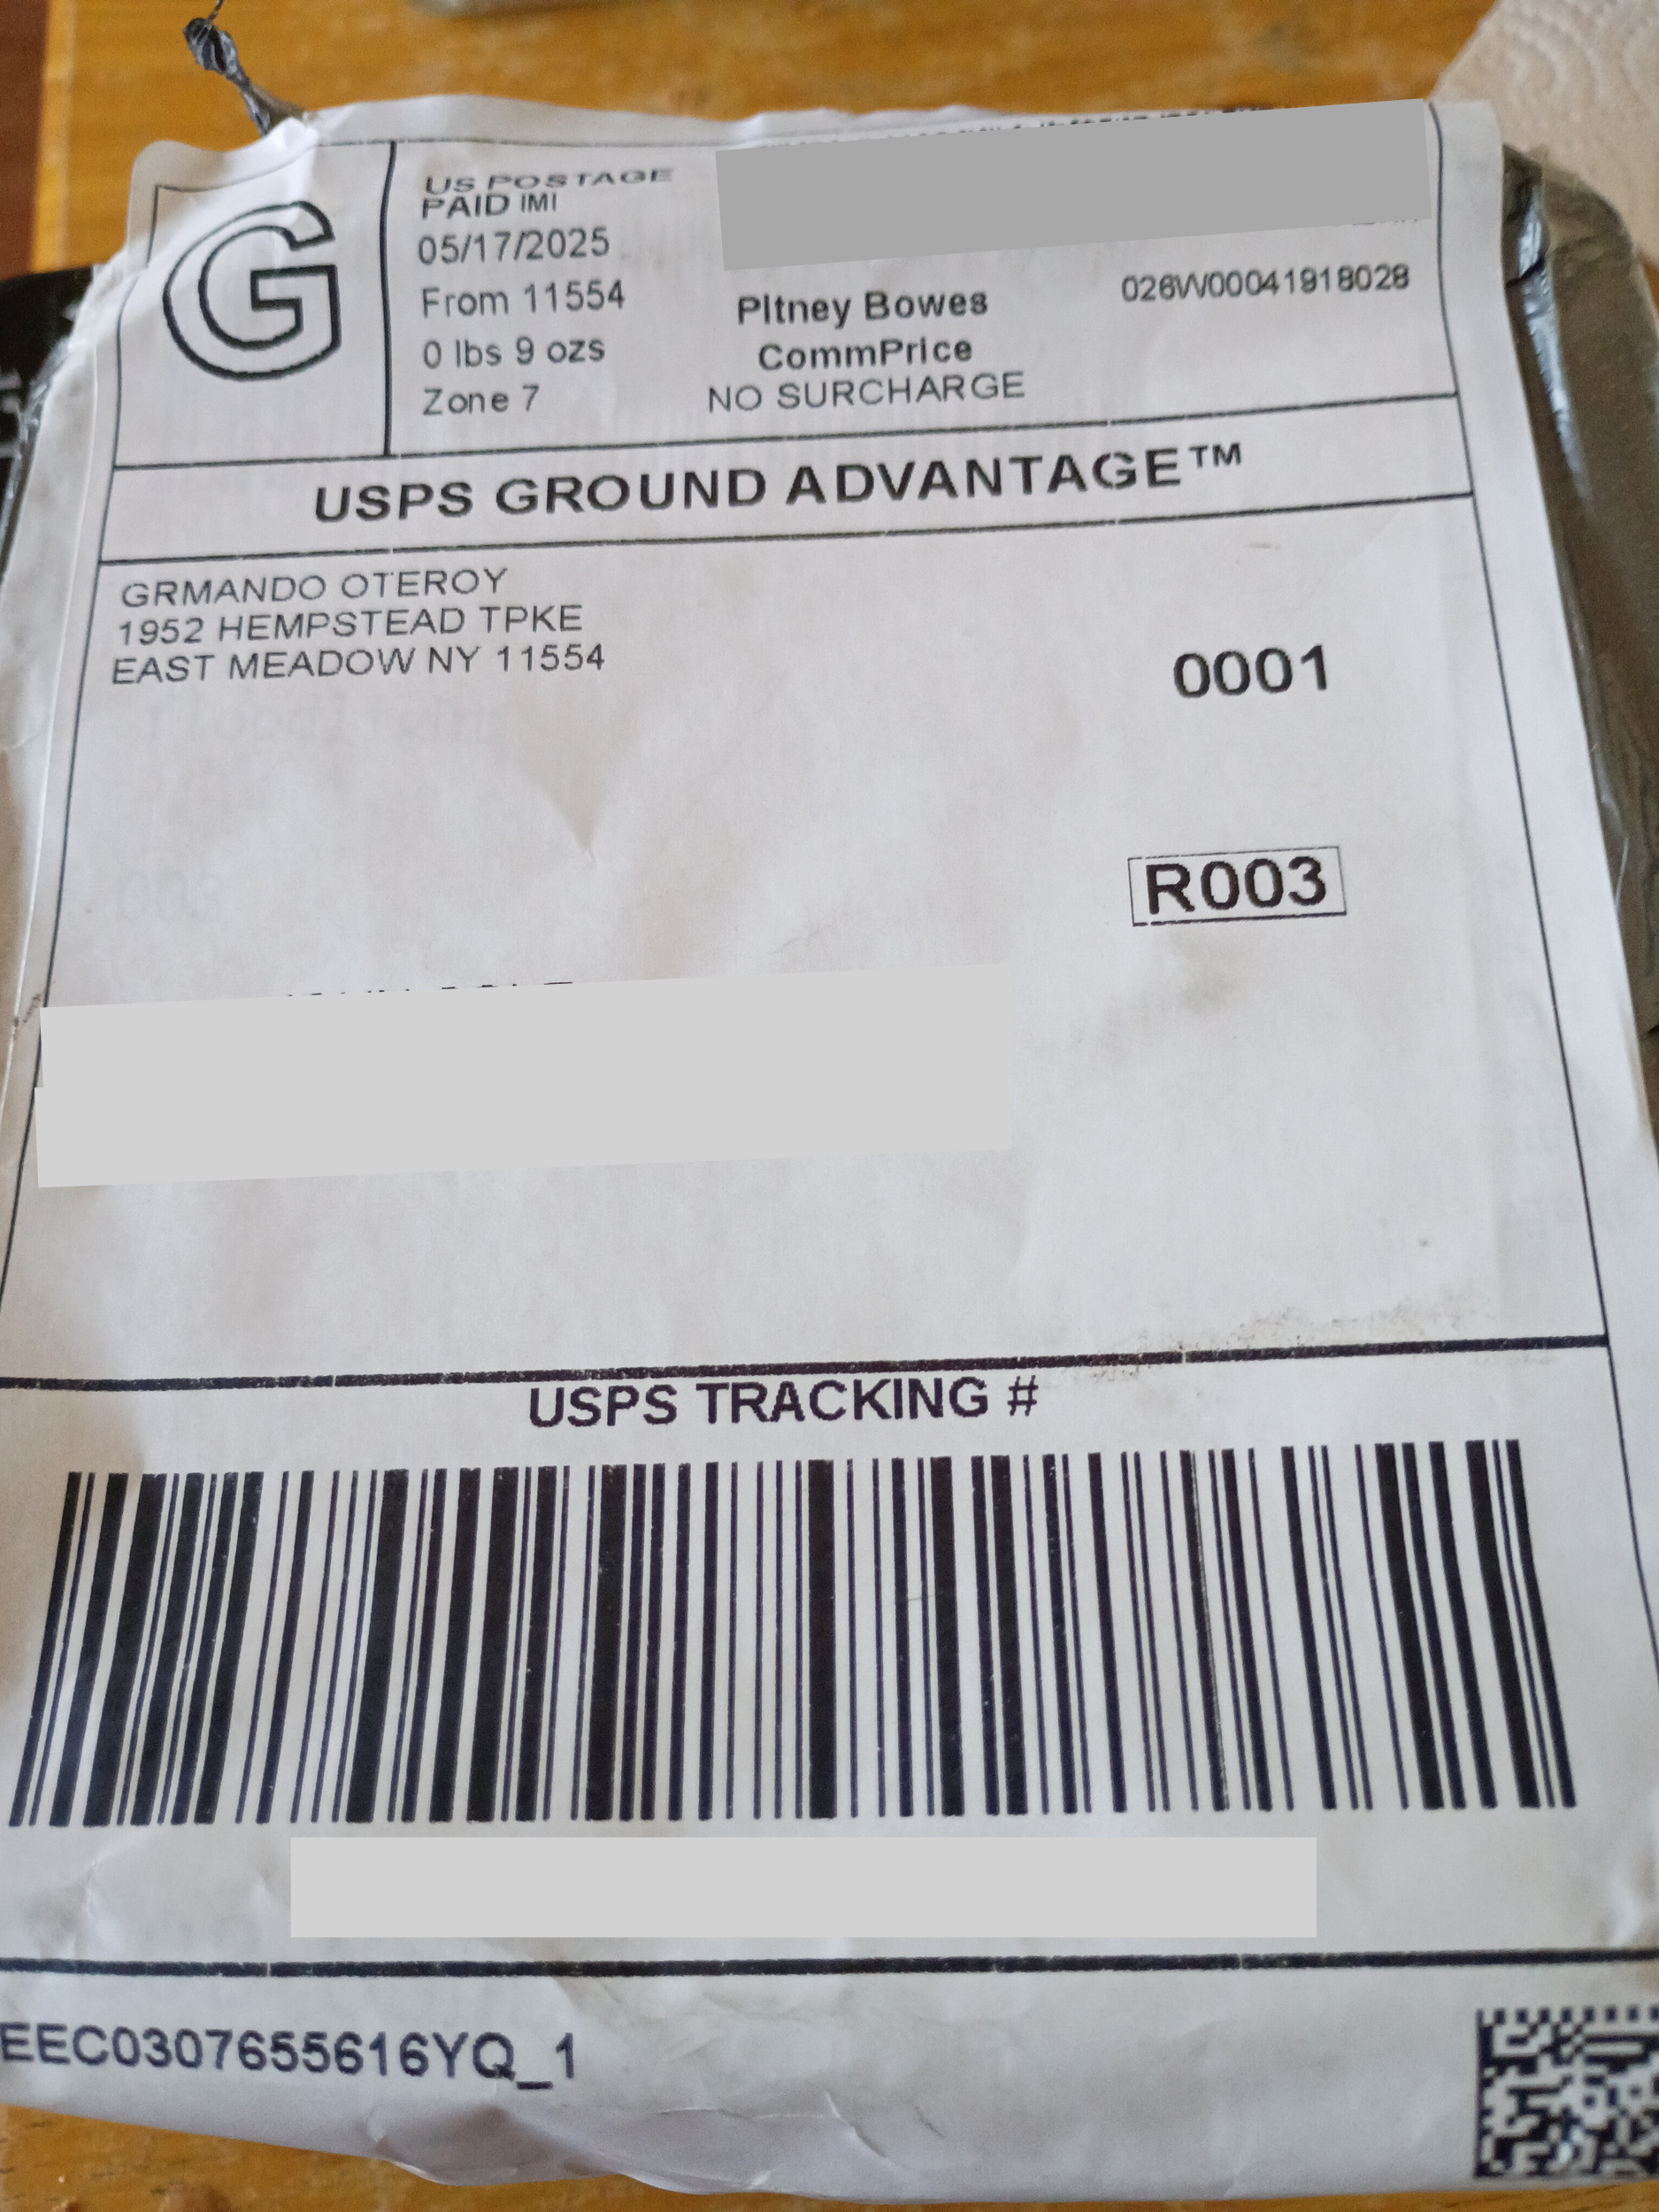 G
US POSTAGE
PAID IMI
05/17/2025
From 11554
0 lbs 9 ozs
Zone 7
Pitney Bowes
CommPrice
NO SURCHARGE
026W00041918028
USPS GROUND ADVANTAGE™
GRMANDO OTEROY
1952 HEMPSTEAD TPKE
EAST MEADOW NY 11554
0001
R003
USPS TRACKING #
EEC0307655616YQ_1